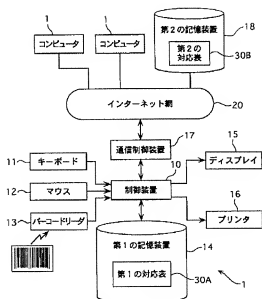 1
コンピュータ
1
コンピュータ
第2の記憶装置
18
第2の
対応表
30B
インターネット網
20
17
通信制御装置
15
11
キーボード
10
ディスプレイ
12
マウス
制御装置
16
13
バーコードリーダ
プリンタ
第1の記憶装置
14
第1の対応表
30A
1